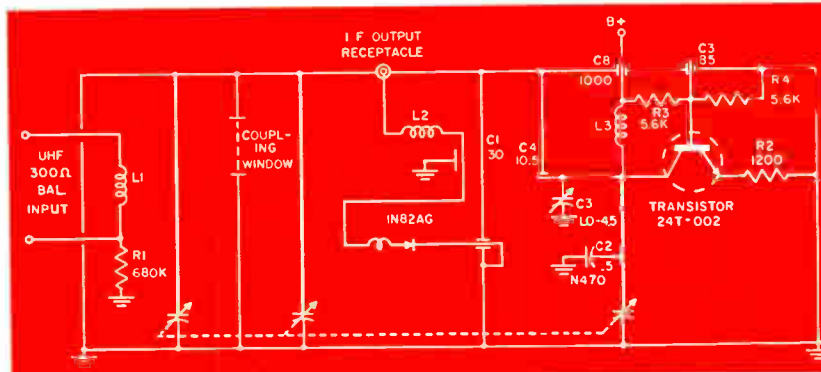 I F OUTPUT
RECEPTACLE
B+
C8
1000
C3
85
R4
5.6K
R3
5.6K
L3
L2
C1
30
C4
10.5
COUPL-
ING
WINDOW
UHF
300Ω
BAL.
INPUT
L1
R1
680K
1N82AG
C3
1.0-4.5
C2
.5
N470
R2
1200
TRANSISTOR
24T-002